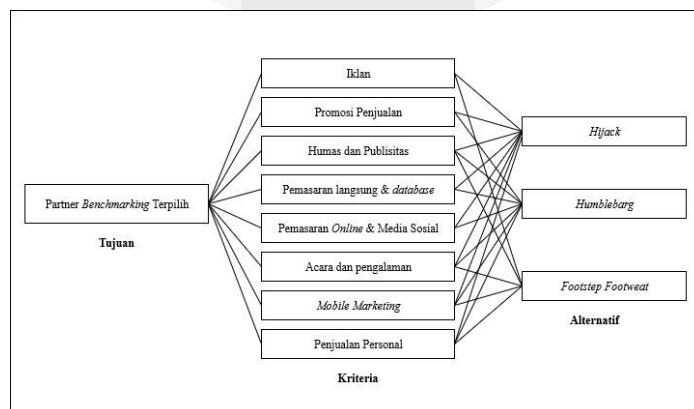 Partner Benchmarking Terpilih
Tujuan
Iklan
Promosi Penjualan
Humas dan Publisitas
Pemasaran langsung & database
Pemasaran Online & Media Sosial
Acara dan pengalaman
Mobile Marketing
Penjualan Personal
Kriteria
Hijack
Humblebarg
Footstep Footweat
Alternatif